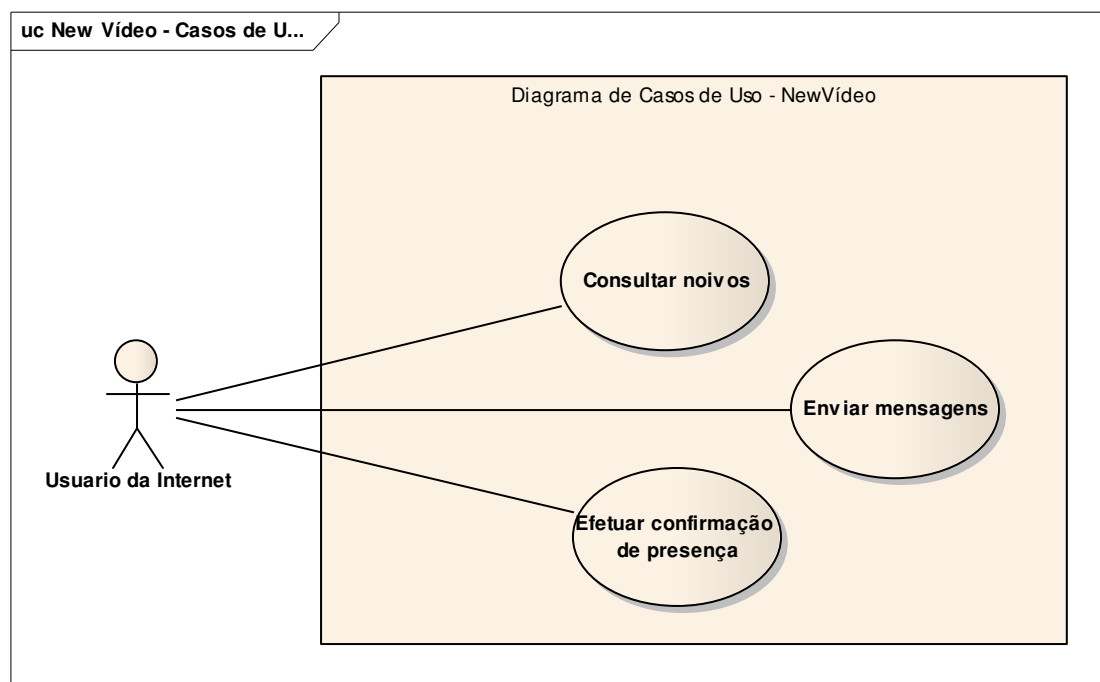 uc New Vídeo - Casos de U...
Diagrama de Casos de Uso - NewVídeo
Consultar noivos
Enviar mensagens
Usuario da Internet
Efetuar confirmação
de presença